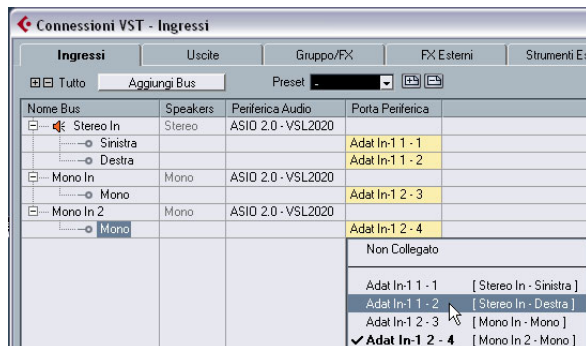 Connessioni VST - Ingressi
Ingressi Uscite Gruppo/FX FX Esterni Strumenti Es
Tutto Aggiungi Bus Preset -
Nome Bus Speakers Periferica Audio Porta Periferica
Stereo In Stereo ASIO 2.0 - VSL2020
Sinistra Adat In-1 1 - 1
Destra Adat In-1 1 - 2
Mono In Mono ASIO 2.0 - VSL2020
Mono Adat In-1 2 - 3
Mono In 2 Mono ASIO 2.0 - VSL2020
Mono Adat In-1 2 - 4
Non Collegato
Adat In-1 1 - 1 [ Stereo In - Sinistra ]
Adat In-1 1 - 2 [ Stereo In - Destra ]
Adat In-1 2 - 3 [ Mono In - Mono ]
✓ Adat In-1 2 - 4 [ Mono In 2 - Mono ]